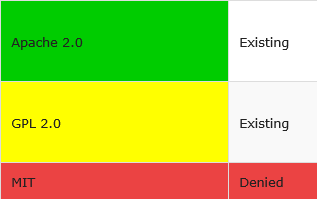 Apache 2.0 Existing
GPL 2.0 Existing
MIT Denied